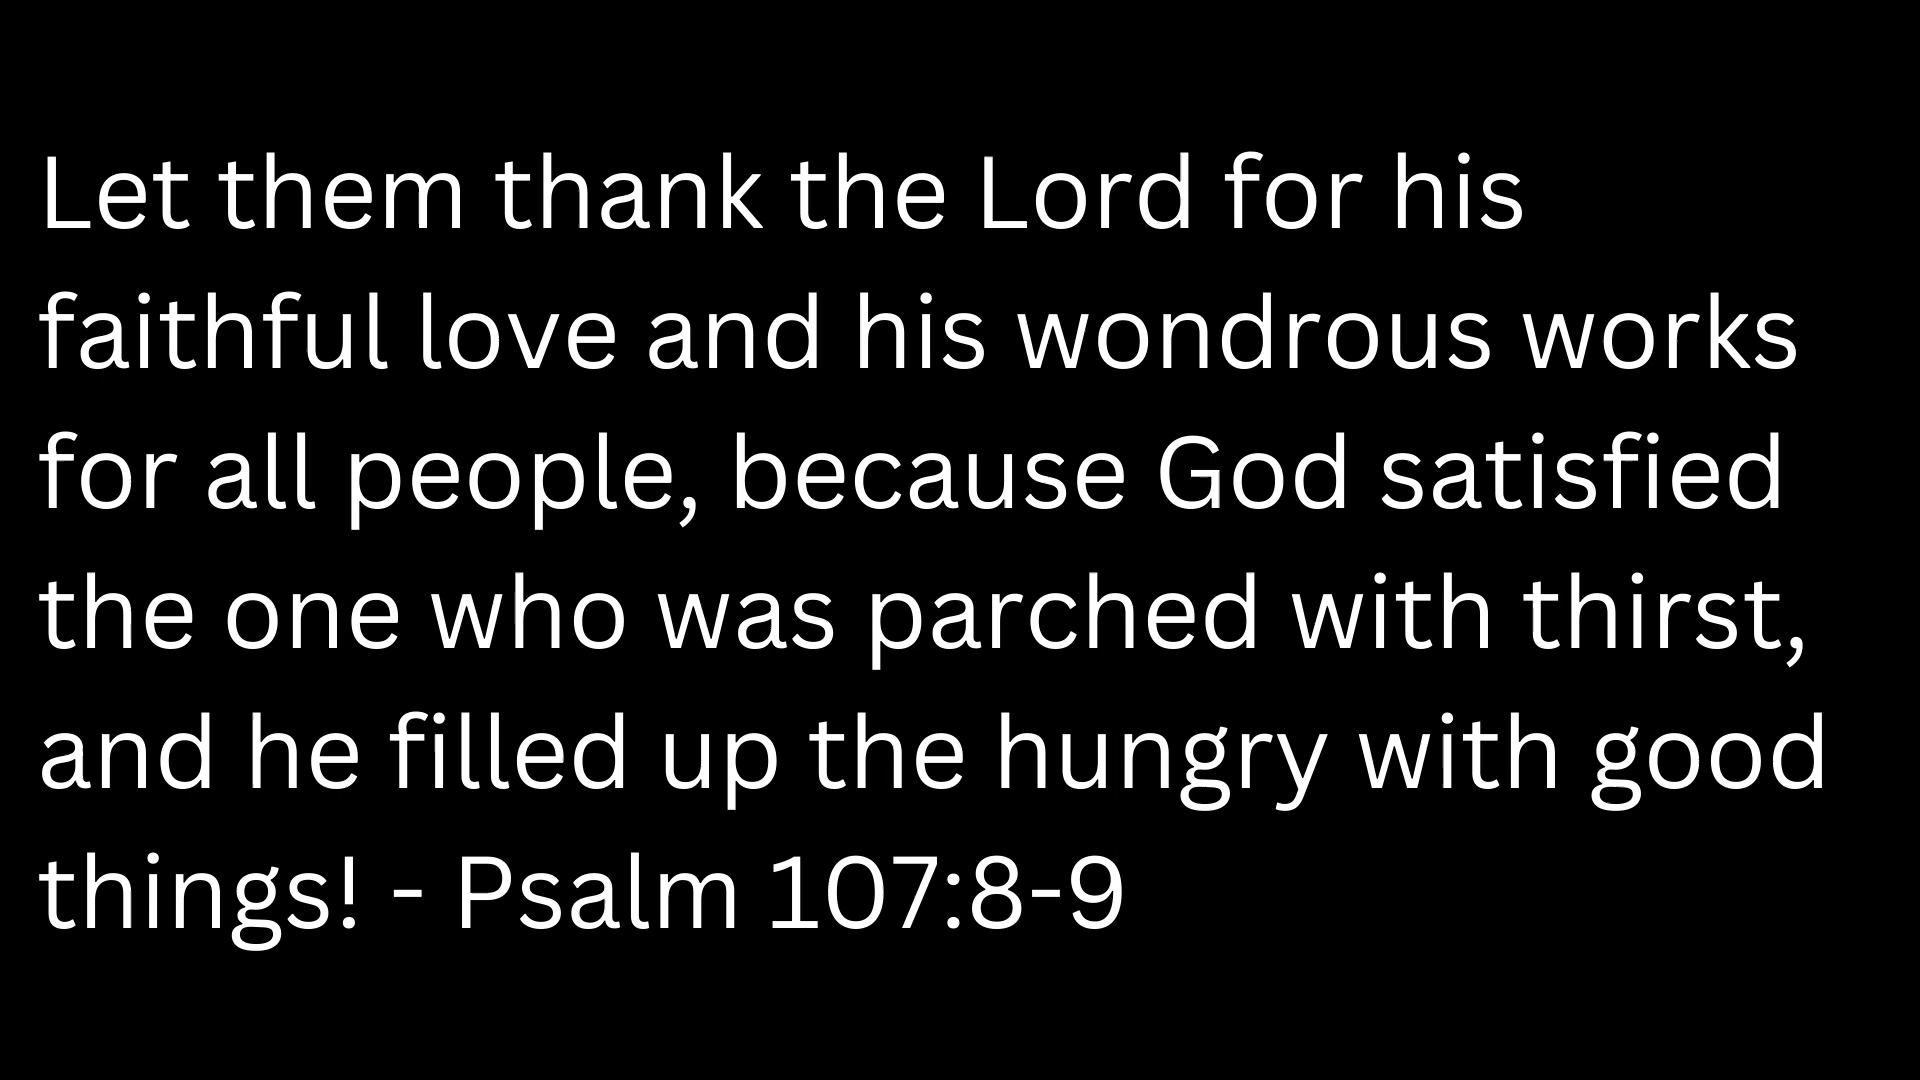 Let them thank the Lord for his
faithful love and his wondrous works
for all people, because God satisfied
the one who was parched with thirst,
and he filled up the hungry with good
things! - Psalm 107:8-9